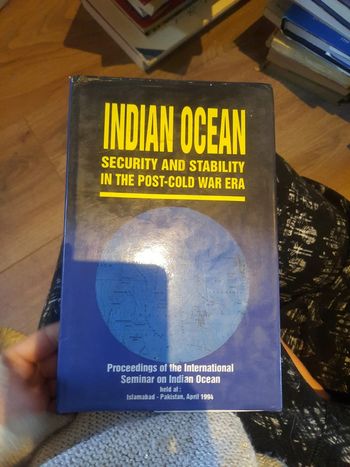 INDIAN OCEAN
SECURITY AND STABILITY
IN THE POST-COLD WAR ERA
Proceedings of the International
Seminar on Indian Ocean
held at:
Islamabad - Pakistan, April 1994